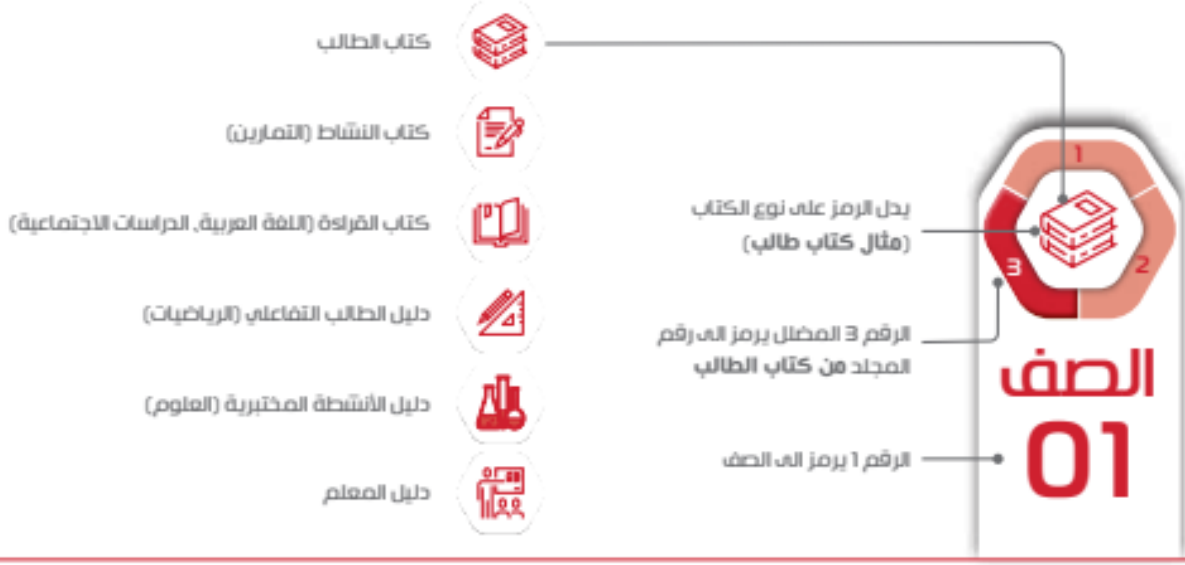 كتاب الطالب
كتاب النشاط (التمارين)
كتاب القراءة (اللغة العربية، الدراسات الاجتماعية)
دليل الطالب التفاعلي (الرياضيات)
دليل الأنشطة المختبرية (العلوم)
دليل المعلم
يدل الرمز على نوع الكتاب
(مثال كتاب طالب)
الرقم 3 المضلل يرمز الى رقم
المجلد من كتاب الطالب
الرقم 1 يرمز الى الصف
1
2
3
الصف
01